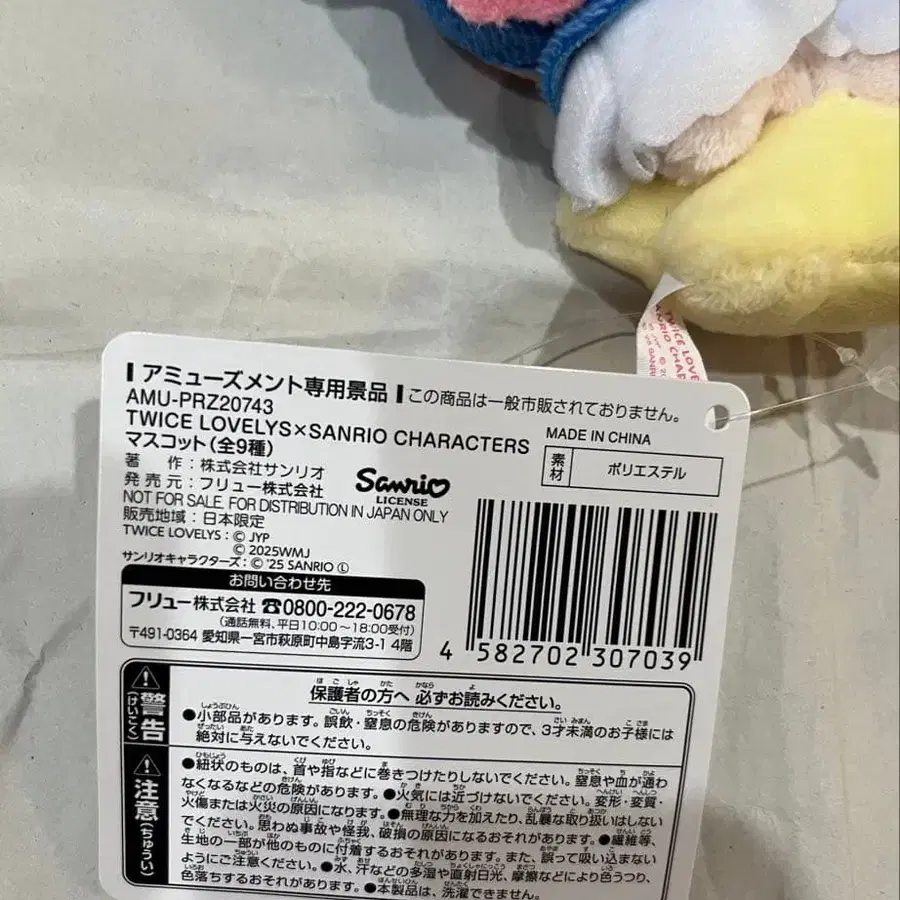 アミューズメント専用景品 この商品は一般市販されておりません。
AMU-PRZ20743
TWICE LOVELYS×SANRIO CHARACTERS
マスコット(全9種)
MADE IN CHINA
素材 ポリエステル
著 作:株式会社サンリオ
発 売 元:フリュー株式会社
Sanrio
LICENSE
NOT FOR SALE. FOR DISTRIBUTION IN JAPAN ONLY
販売地域:日本限定
TWICE LOVELYS:© JYP
© 2025WMJ
サンリオキャラクターズ:© '25 SANRIO Ⓛ
お問い合わせ先
フリュー株式会社 ☎0800-222-0678
(通話無料、平日10:00～18:00受付)
〒491-0364 愛知県一宮市萩原町中島字流3-1 4階
4 582702 307039
警告
(けいこく)
保護者の方へ 必ずお読みください。
●小部品があります。誤飲・窒息の危険がありますので、3才未満のお子様には
絶対に与えないでください。
注意
(ちゅうい)
●紐状のものは、首や指などに巻きつけたりしないでください。窒息や血が通わ
なくなるなどの危険があります。●火気には近づけないでください。変形・変質・
火傷または火災の原因になります。●無理な力を加えたり、乱暴な取り扱いはしない
でください。思わぬ事故や怪我、破損の原因になるおそれがあります。●繊維等、
生地の一部が他のものに付着するおそれがあります。また、誤って吸い込まない
ようにご注意ください。●水、汗などの多湿や直射日光、摩擦などにより色うつり、
色落ちするおそれがあります。●本製品は、洗濯できません。
TWICE LOVE
SANRIO CHAR